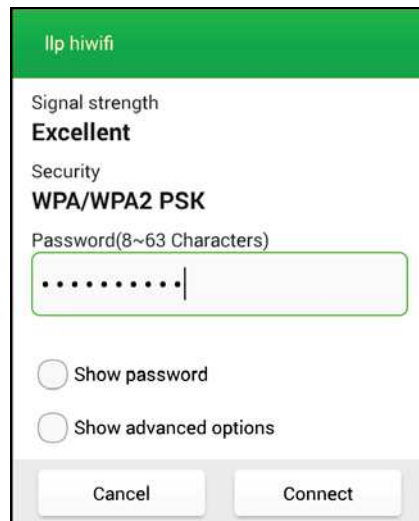 llp hiwifi
Signal strength
Excellent
Security
WPA/WPA2 PSK
Password(8~63 Characters)
••••••••••
Show password
Show advanced options
Cancel Connect